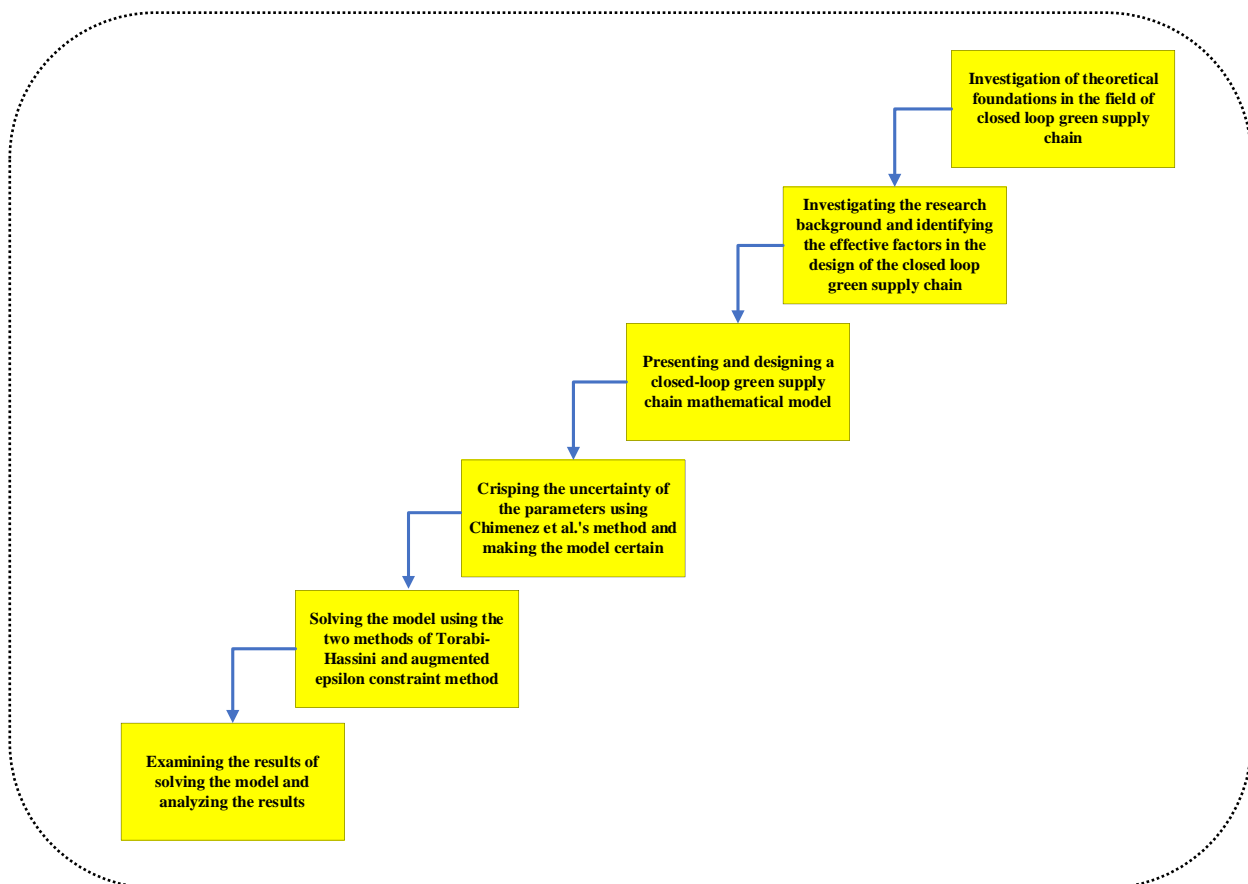 Investigation of theoretical
foundations in the field of
closed loop green supply
chain
Investigating the research
background and identifying
the effective factors in the
design of the closed loop
green supply chain
Presenting and designing a
closed-loop green supply
chain mathematical model
Crisping the uncertainty of
the parameters using
Chimenez et al.'s method and
making the model certain
Solving the model using the
two methods of Torabi-
Hassini and augmented
epsilon constraint method
Examining the results of
solving the model and
analyzing the results